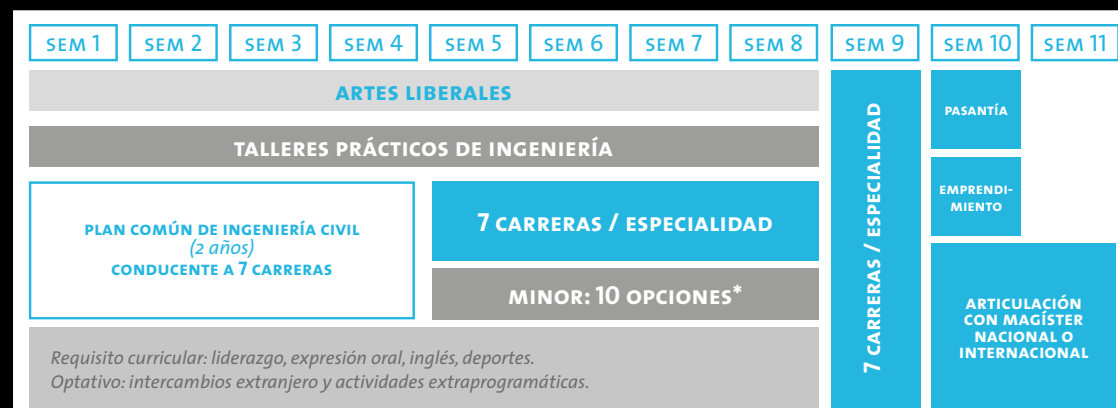 SEM 1
SEM 2
SEM 3
SEM 4
SEM 5
SEM 6
SEM 7
SEM 8
SEM 9
SEM 10
SEM 11
ARTES LIBERALES
TALLERES PRÁCTICOS DE INGENIERÍA
PLAN COMÚN DE INGENIERÍA CIVIL
(2 años)
CONDUCENTE A 7 CARRERAS
7 CARRERAS / ESPECIALIDAD
MINOR: 10 OPCIONES*
Requisito curricular: liderazgo, expresión oral, inglés, deportes.
Optativo: intercambios extranjero y actividades extraprogramáticas.
7 CARRERAS / ESPECIALIDAD
PASANTÍA
EMPRENDI-
MIENTO
ARTICULACIÓN
CON MAGÍSTER
NACIONAL O
INTERNACIONAL